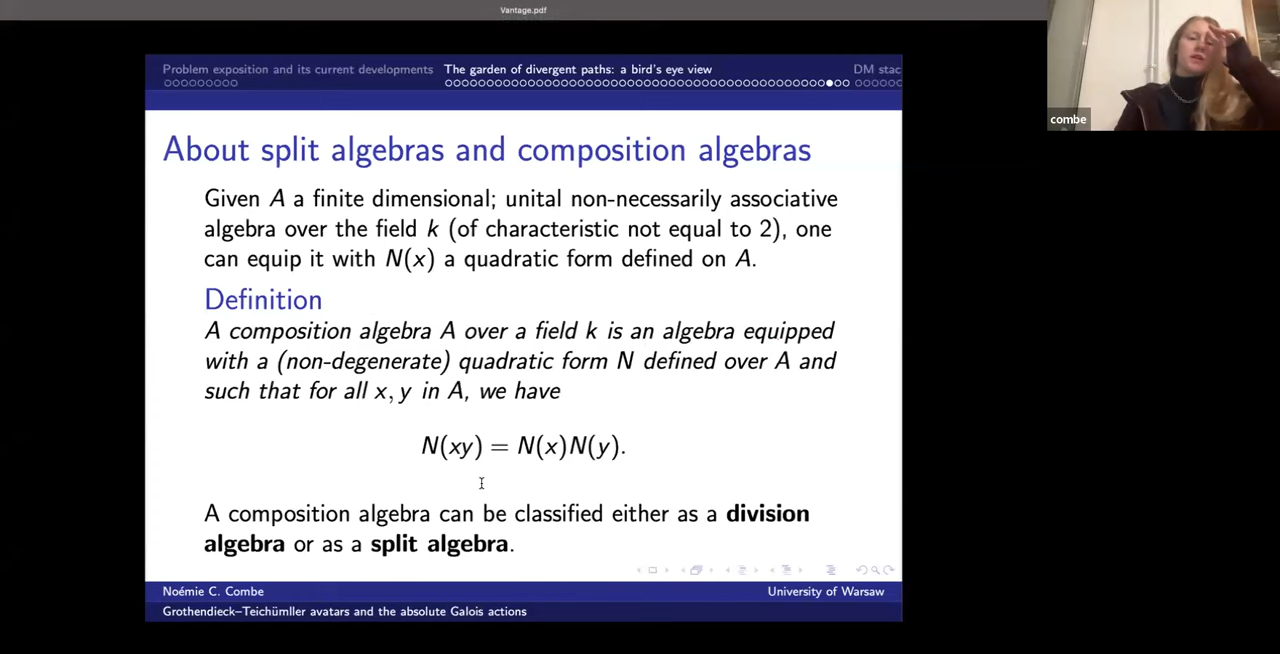 Vantage.pdf
Problem exposition and its current developments
The garden of divergent paths: a bird's eye view
DM stac
combe
About split algebras and composition algebras
Given A a finite dimensional; unital non-necessarily associative
algebra over the field k (of characteristic not equal to 2), one
can equip it with N(x) a quadratic form defined on A.
Definition
A composition algebra A over a field k is an algebra equipped
with a (non-degenerate) quadratic form N defined over A and
such that for all x, y in A, we have
N(xy) = N(x)N(y).
A composition algebra can be classified either as a division
algebra or as a split algebra.
Noémie C. Combe
University of Warsaw
Grothendieck–Teichümller avatars and the absolute Galois actions